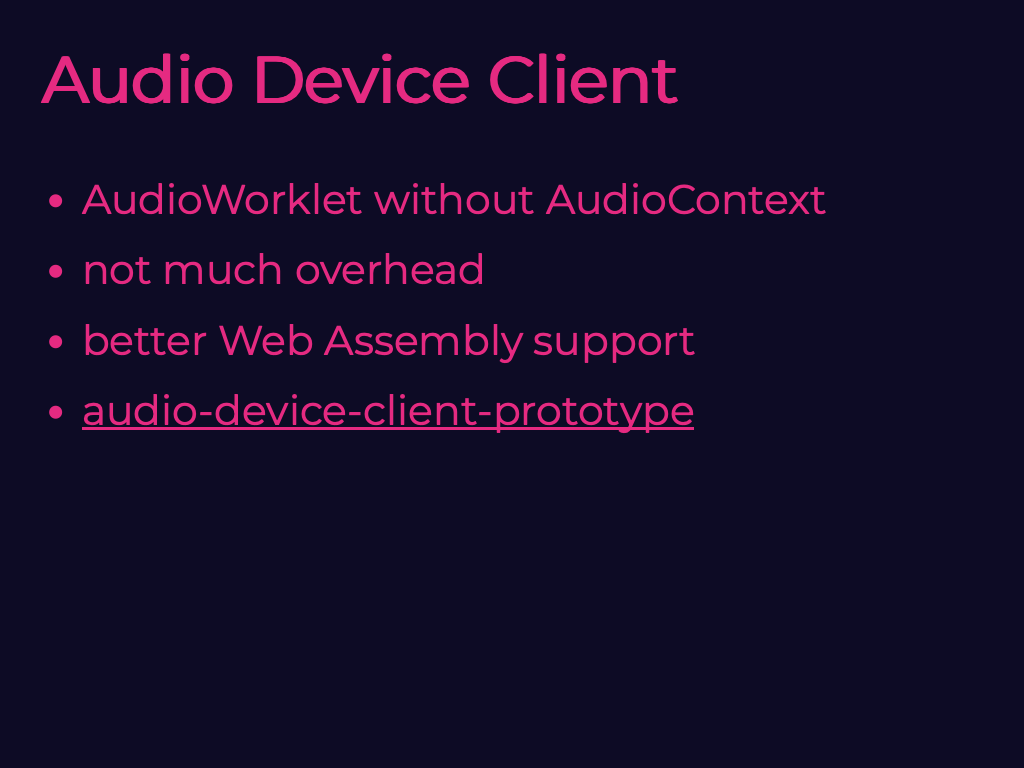 Audio Device Client
• AudioWorklet without AudioContext
• not much overhead
• better Web Assembly support
• audio-device-client-prototype